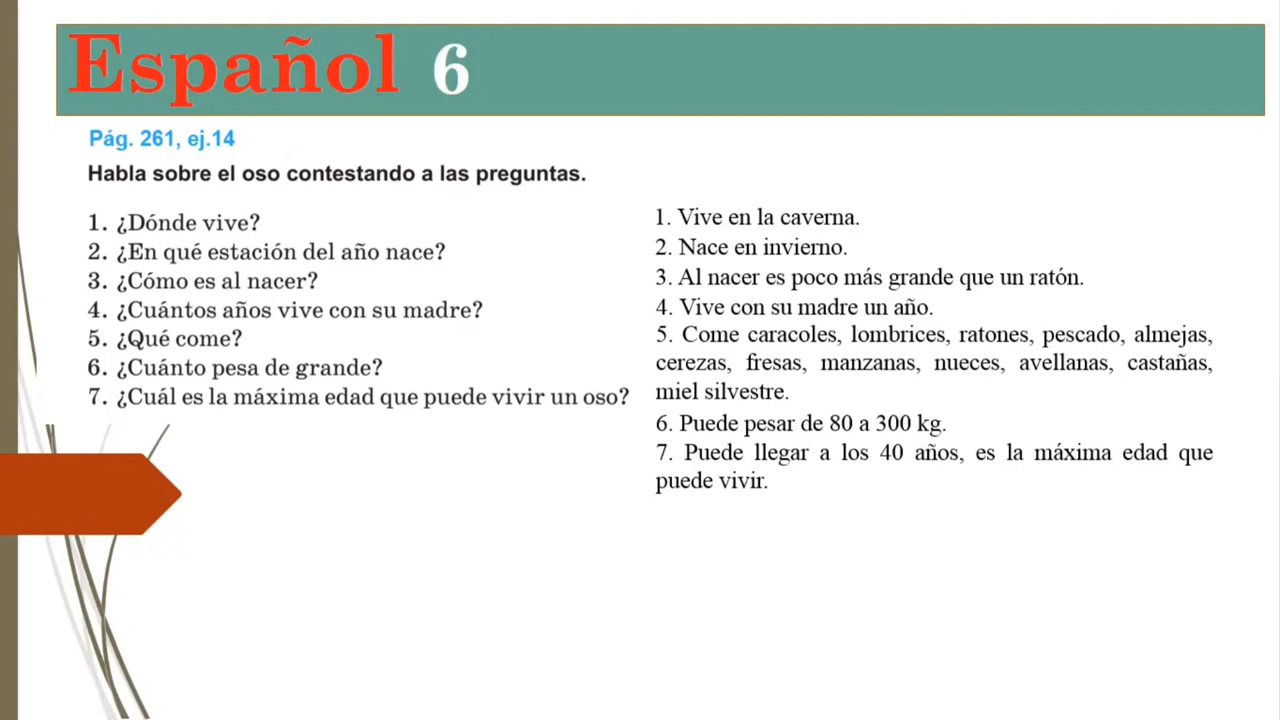 Español 6
Pág. 261, ej.14
Habla sobre el oso contestando a las preguntas.
1. ¿Dónde vive?
2. ¿En qué estación del año nace?
3. ¿Cómo es al nacer?
4. ¿Cuántos años vive con su madre?
5. ¿Qué come?
6. ¿Cuánto pesa de grande?
7. ¿Cuál es la máxima edad que puede vivir un oso?
1. Vive en la caverna.
2. Nace en invierno.
3. Al nacer es poco más grande que un ratón.
4. Vive con su madre un año.
5. Come caracoles, lombrices, ratones, pescado, almejas,
cerezas, fresas, manzanas, nueces, avellanas, castañas,
miel silvestre.
6. Puede pesar de 80 a 300 kg.
7. Puede llegar a los 40 años, es la máxima edad que
puede vivir.